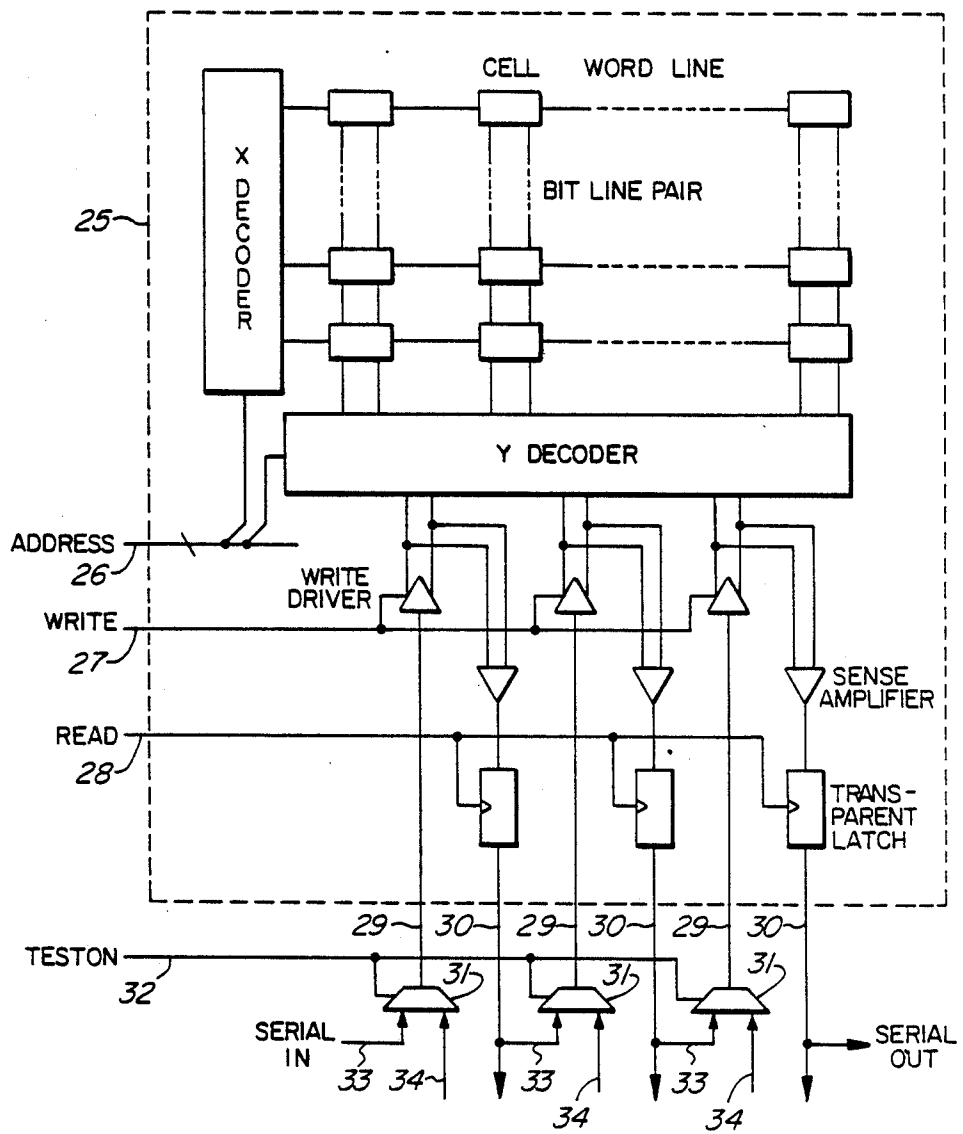 CELL WORD LINE
X DECODER
BIT LINE PAIR
25
Y DECODER
ADDRESS
26
WRITE
DRIVER
WRITE
27
SENSE
AMPLIFIER
READ
28
TRANS-
PARENT
LATCH
29 30 29 30 29 30
TESTON
32
31 31 31
SERIAL
IN
SERIAL
OUT
33 33 33
34 34 34